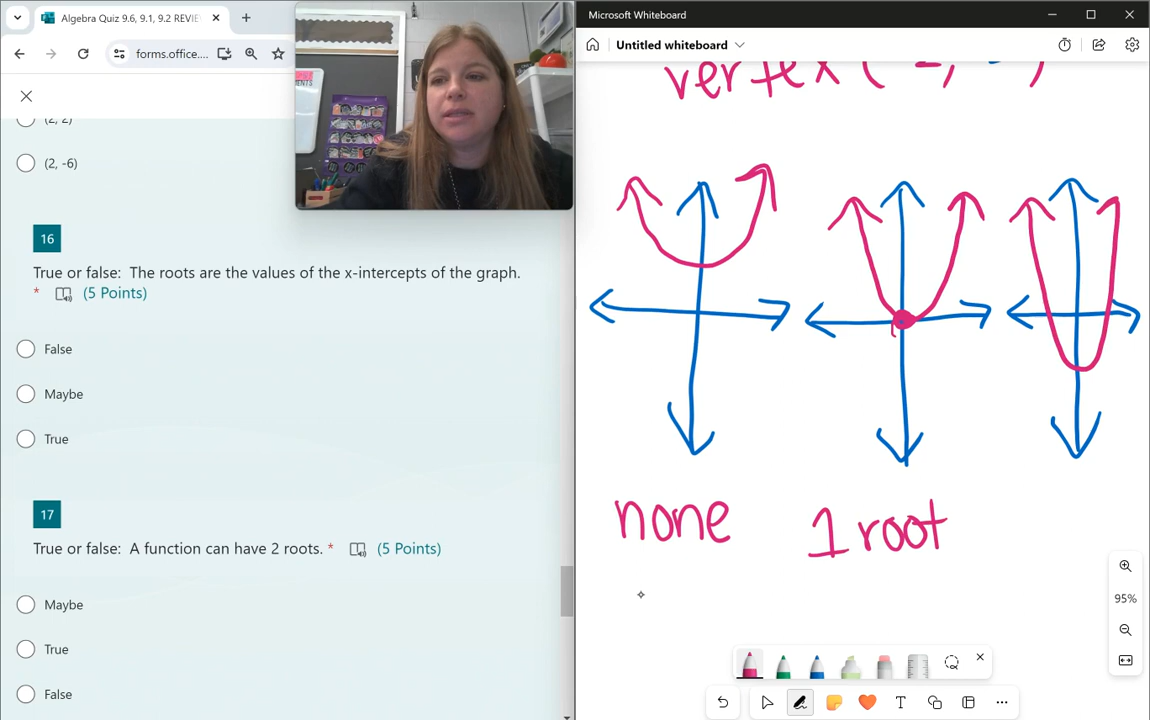 Algebra Quiz 9.6, 9.1, 9.2 REVIE
forms.office....
(2, 2)
(2, -6)
16
True or false: The roots are the values of the x-intercepts of the graph.
* (5 Points)
False
Maybe
True
17
True or false: A function can have 2 roots. * (5 Points)
Maybe
True
False
Microsoft Whiteboard
Untitled whiteboard
vertex (
none
1 root
95%